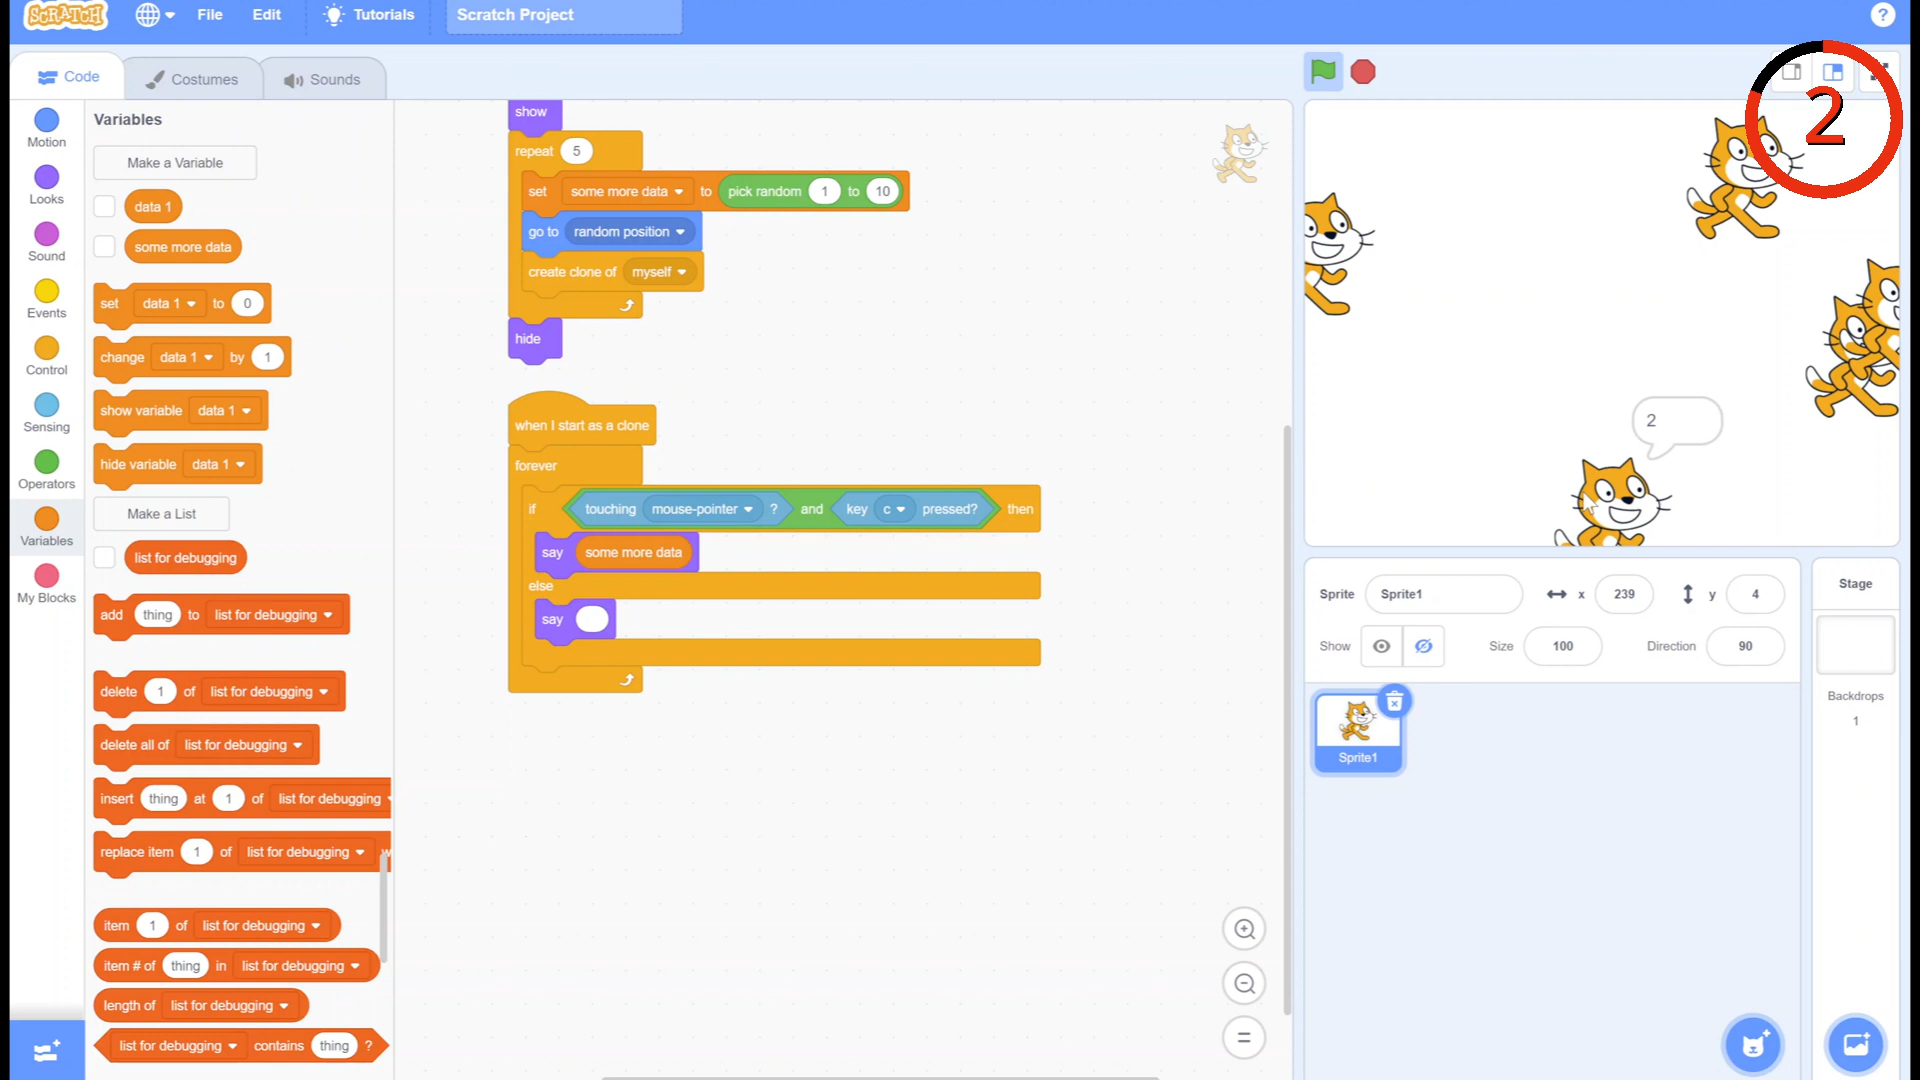 SCRATCH
File
Edit
Tutorials
Scratch Project
?
Code
Costumes
Sounds
2
Motion
Looks
Sound
Events
Control
Sensing
Operators
Variables
My Blocks
Variables
Make a Variable
data 1
some more data
set data 1 to 0
change data 1 by 1
show variable data 1
hide variable data 1
Make a List
list for debugging
add thing to list for debugging
delete 1 of list for debugging
delete all of list for debugging
insert thing at 1 of list for debugging
replace item 1 of list for debugging
item 1 of list for debugging
item # of thing in list for debugging
length of list for debugging
list for debugging contains thing ?
show
repeat 5
set some more data to pick random 1 to 10
go to random position
create clone of myself
hide
when I start as a clone
forever
if touching mouse-pointer ? and key c pressed? then
say some more data
else
say
2
Sprite Sprite1 x 239 y 4
Show Size 100 Direction 90
Sprite1
Stage
Backdrops
1